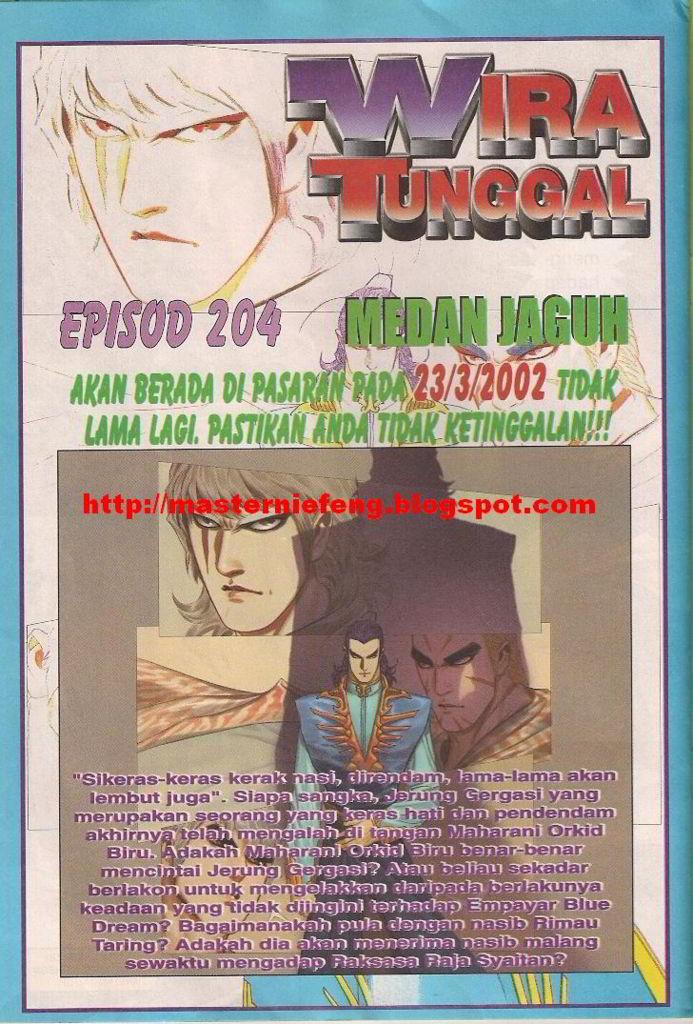 WIRA
TUNGGAL
EPISOD 204 MEDAN JAGUH
AKAN BERADA DI PASARAN PADA 23/3/2002 TIDAK
LAMA LAGI. PASTIKAN ANDA TIDAK KETINGGALAN!!!
http://masterniefeng.blogspot.com
"Sikeras-keras kerak nasi, direndam, lama-lama akan
lembut juga". Siapa sangka, Jerung Gergasi yang
merupakan seorang yang keras hati dan pendendam
akhirnya telah mengalah di tangan Maharani Orkid
Biru. Adakah Maharani Orkid Biru benar-benar
mencintai Jerung Gergasi? Atau beliau sekadar
berlakon untuk mengelakkan daripada berlakunya
keadaan yang tidak diingini terhadap Empayar Blue
Dream? Bagaimanakah pula dengan nasib Rimau
Taring? Adakah dia akan menerima nasib malang
sewaktu mengadap Raksasa Raja Syaitan?